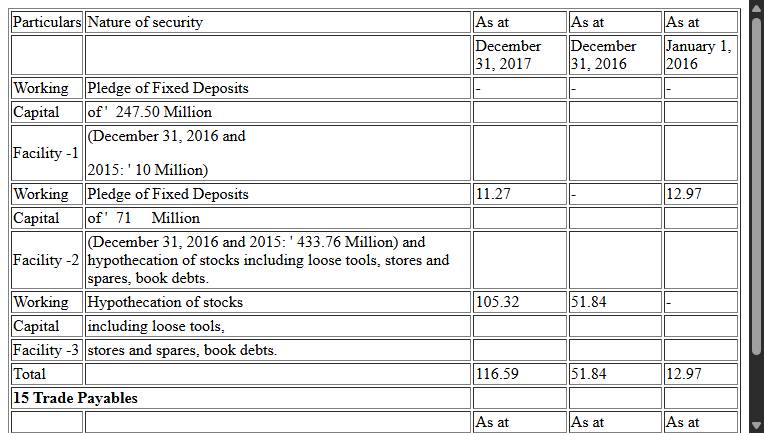 Particulars Nature of security As at As at As at
December 31, 2017 December 31, 2016 January 1, 2016
Working Pledge of Fixed Deposits - - -
Capital of ' 247.50 Million
Facility -1 (December 31, 2016 and
2015: ' 10 Million)
Working Pledge of Fixed Deposits 11.27 - 12.97
Capital of ' 71 Million
(December 31, 2016 and 2015: ' 433.76 Million) and
Facility -2 hypothecation of stocks including loose tools, stores and
spares, book debts.
Working Hypothecation of stocks 105.32 51.84 -
Capital including loose tools,
Facility -3 stores and spares, book debts.
Total 116.59 51.84 12.97
15 Trade Payables
As at As at As at